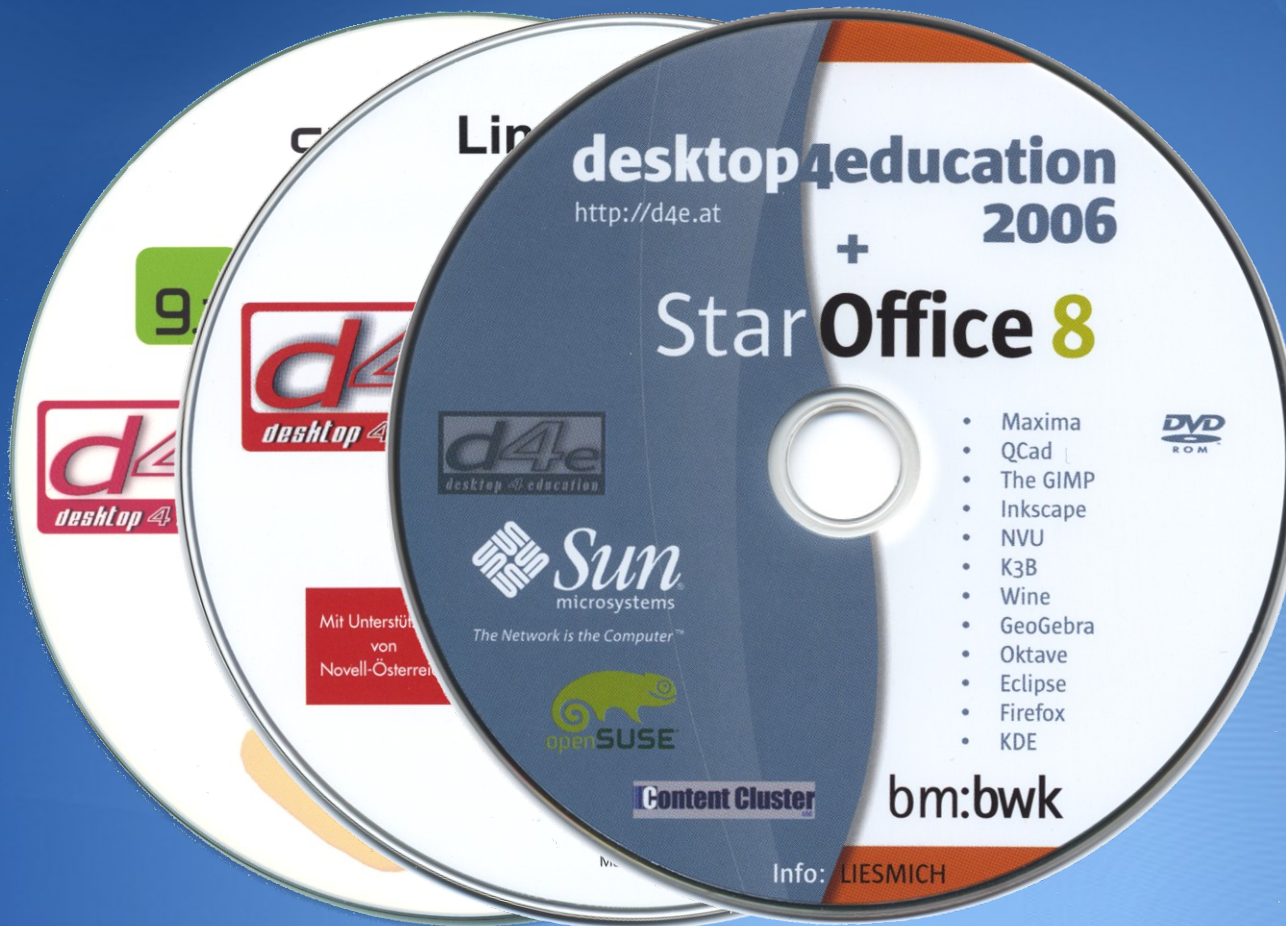 desktop4education
http://d4e.at
2006
+
StarOffice 8
Maxima
QCad
The GIMP
Inkscape
NVU
K3B
Wine
GeoGebra
Oktave
Eclipse
Firefox
KDE
DVD
ROM
d4e
desktop 4 education
Sun
microsystems
The Network is the Computer™
openSUSE
Content Cluster
bm:bwk
Info: LIESMICH
Lin
d4
desktop 4
Mit Unterstüt
von
Novell-Österrei
9.
d4
desktop 4